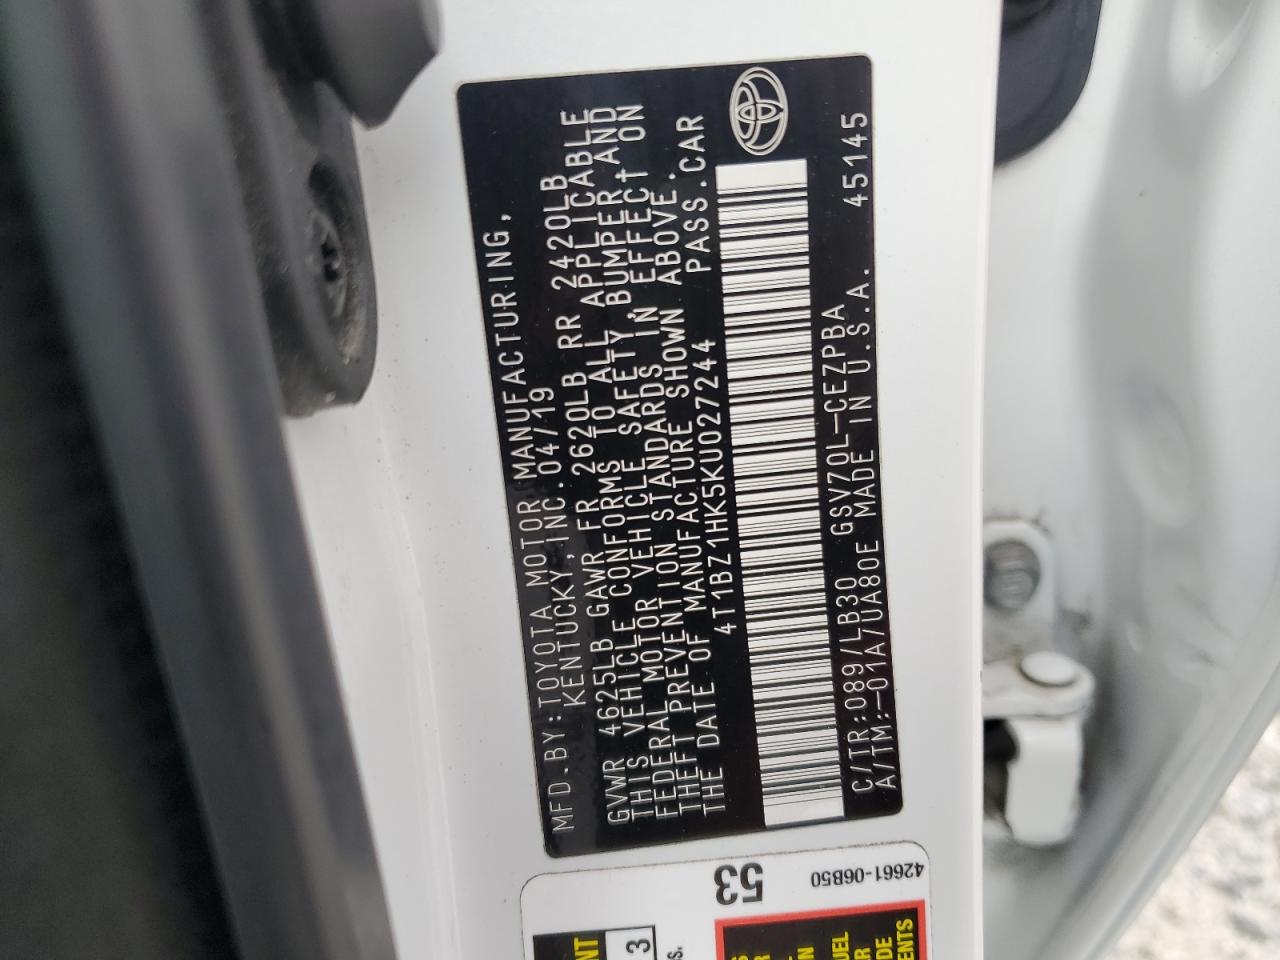 MFD.BY:TOYOTA MOTOR MANUFACTURING,
KENTUCKY,INC.04/19
GVWR 4625LB GAWR FR 2620LB RR 2420LB
THIS VEHICLE CONFORMS TO ALL APPLICABLE
FEDERAL MOTOR VEHICLE SAFETY,BUMPER,AND
THEFT PREVENTION STANDARDS IN EFFECT ON
THE DATE OF MANUFACTURE SHOWN ABOVE.
4T1BZ1HK5KU027244 PASS.CAR
C/TR:089/LB30 GSV70L-CEZPBA 45145
A/TM:-01A/UA80E MADE IN U.S.A.
53
42661-06B50
3